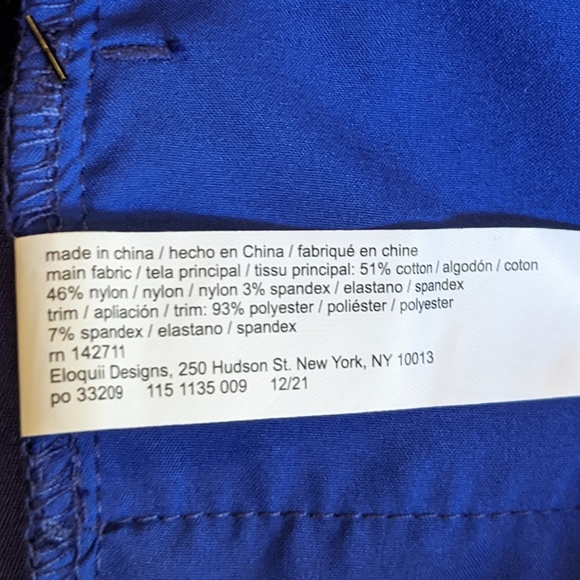 made in china / hecho en China / fabriqué en chine
main fabric / tela principal / tissu principal: 51% cotton / algodón / coton
46% nylon / nylon / nylon 3% spandex / elastano / spandex
trim / apliación / trim: 93% polyester / poliéster / polyester
7% spandex / elastano / spandex
rn 142711
Eloquii Designs, 250 Hudson St. New York, NY 10013
po 33209 115 1135 009 12/21